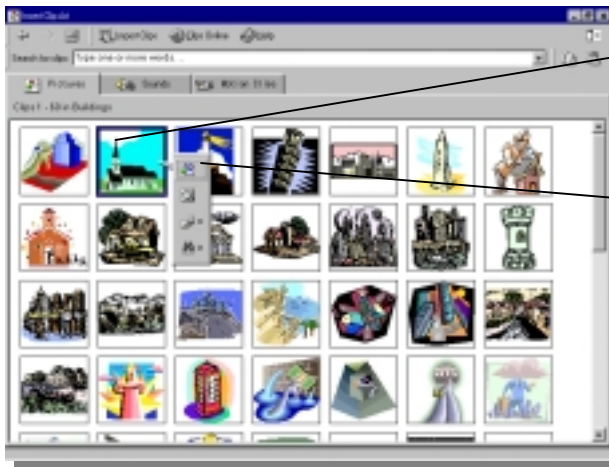 Insert ClipArt
Import Clips Clips Online Help
Search for clips: Type one or more words...
Pictures Sounds Motion Clips
Clips 1 - 60 in Buildings